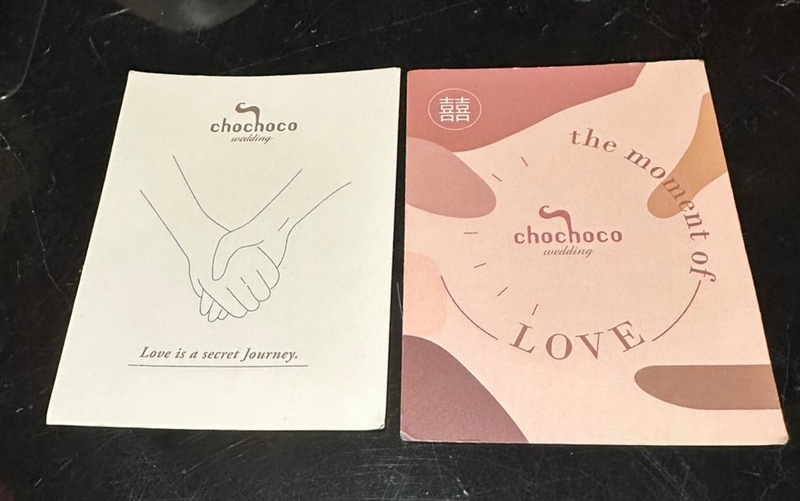 chochoco
wedding
Love is a secret Journey.
囍
the moment of
LOVE
chochoco
wedding